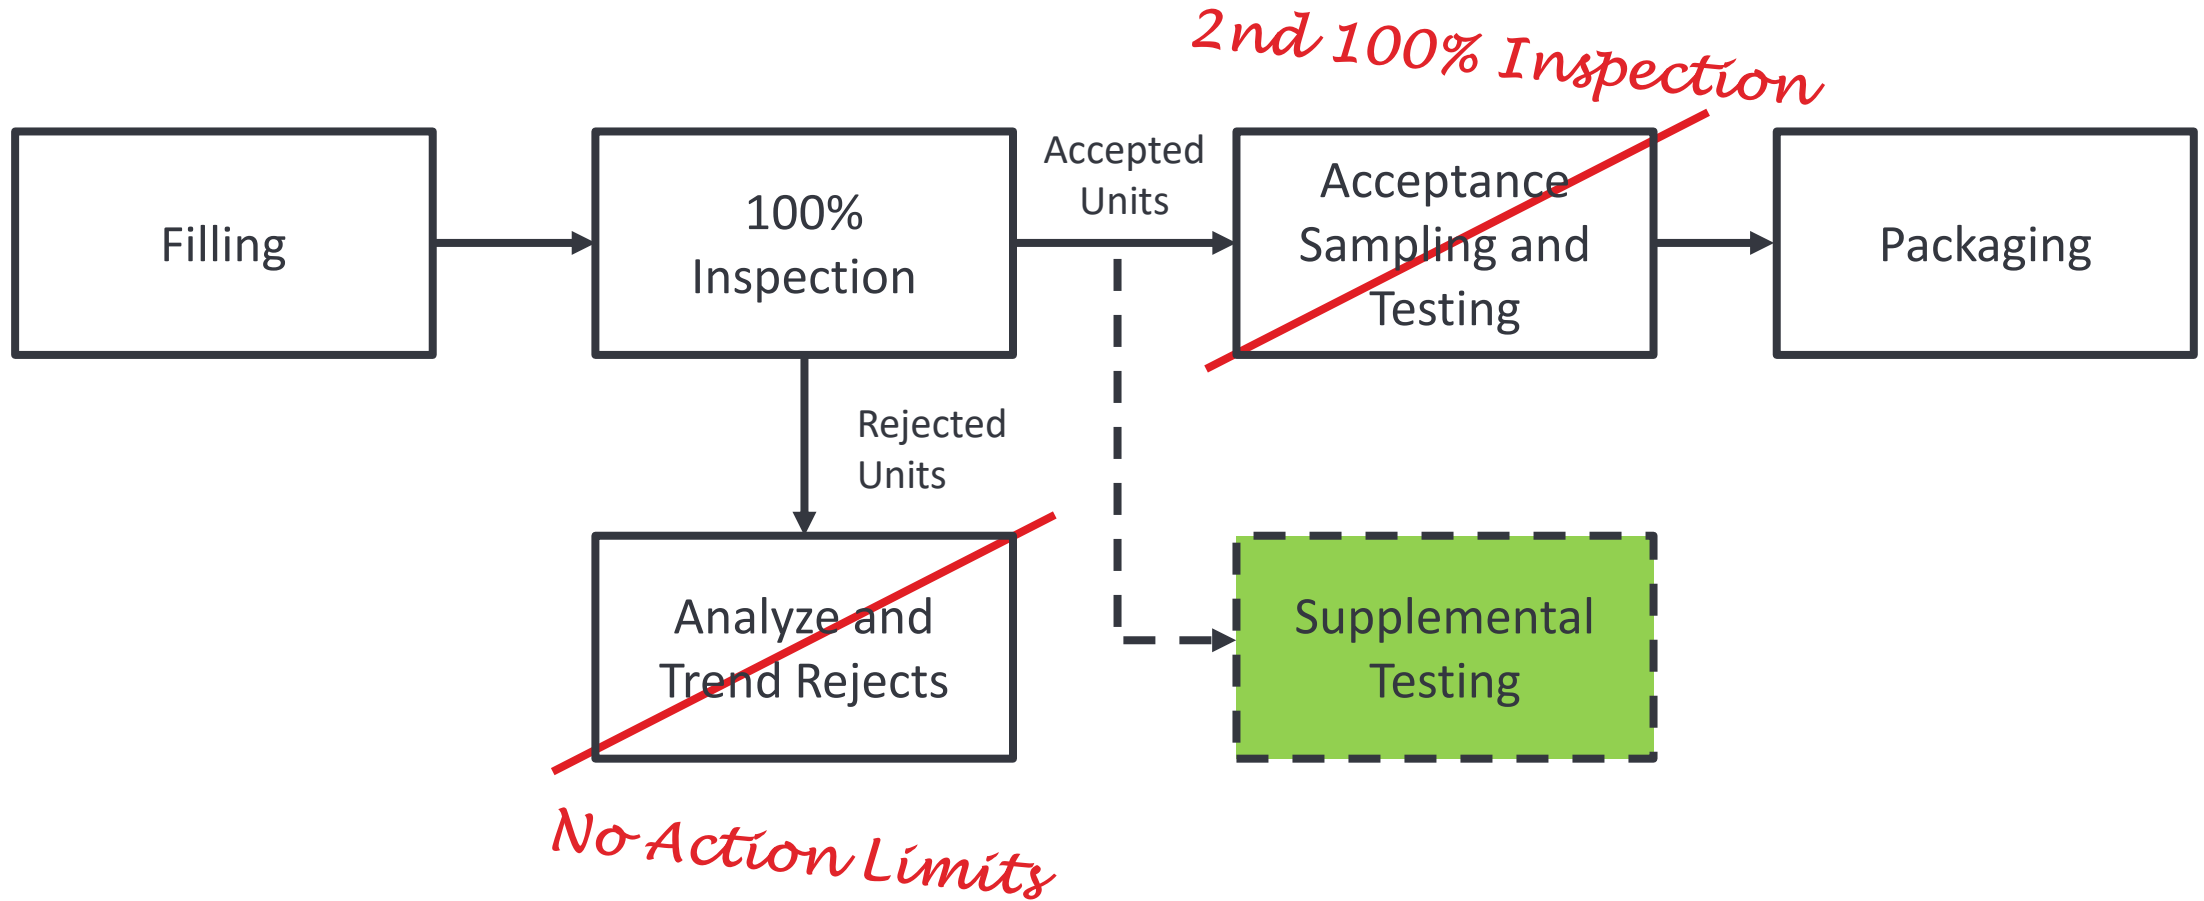 2nd 100% Inspection
Filling
100%
Inspection
Accepted
Units
Acceptance
Sampling and
Testing
Packaging
Rejected
Units
Analyze and
Trend Rejects
Supplemental
Testing
No Action Limits